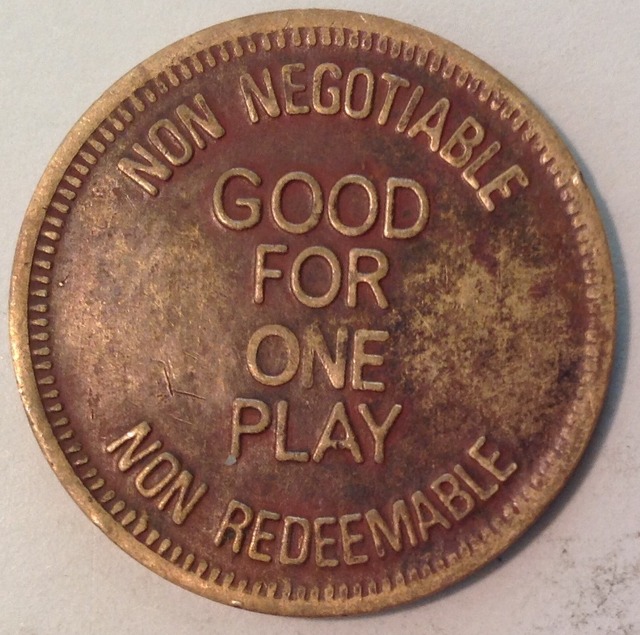 NON NEGOTIABLE
GOOD
FOR
ONE
PLAY
NON REDEEMABLE